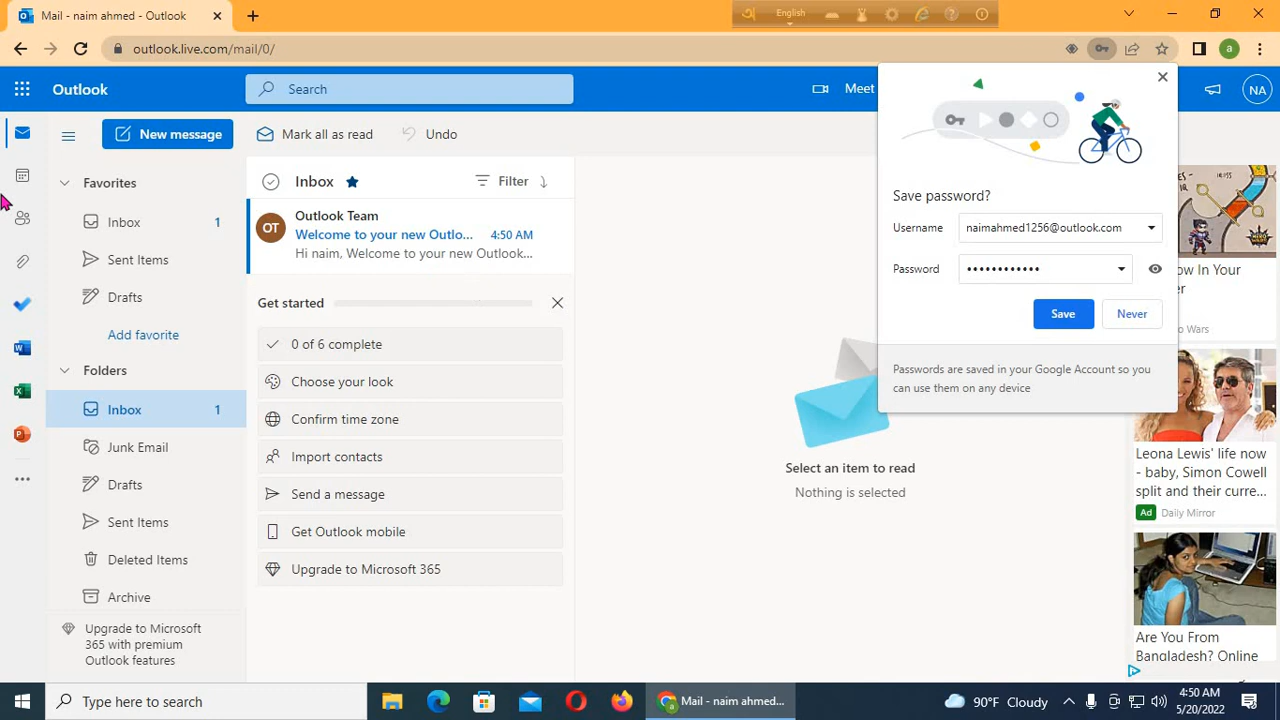 Mail - naim ahmed - Outlook
English
outlook.live.com/mail/0/
a
Outlook
Search
Meet
NA
New message
Mark all as read
Undo
Favorites
Inbox 1
Sent Items
Drafts
Add favorite
Folders
Inbox 1
Junk Email
Drafts
Sent Items
Deleted Items
Archive
Upgrade to Microsoft
365 with premium
Outlook features
Inbox
Filter
OT
Outlook Team
Welcome to your new Outlo... 4:50 AM
Hi naim, Welcome to your new Outlook...
Get started
0 of 6 complete
Choose your look
Confirm time zone
Import contacts
Send a message
Get Outlook mobile
Upgrade to Microsoft 365
Select an item to read
Nothing is selected
Save password?
Username naimahmed1256@outlook.com
Password ••••••••••••
Save Never
Passwords are saved in your Google Account so you
can use them on any device
ow In Your
Wars
Leona Lewis' life now
- baby, Simon Cowell
split and their curre...
Ad Daily Mirror
Are You From
Bangladesh? Online
Type here to search
Mail - naim ahmed...
90°F Cloudy
4:50 AM
5/20/2022